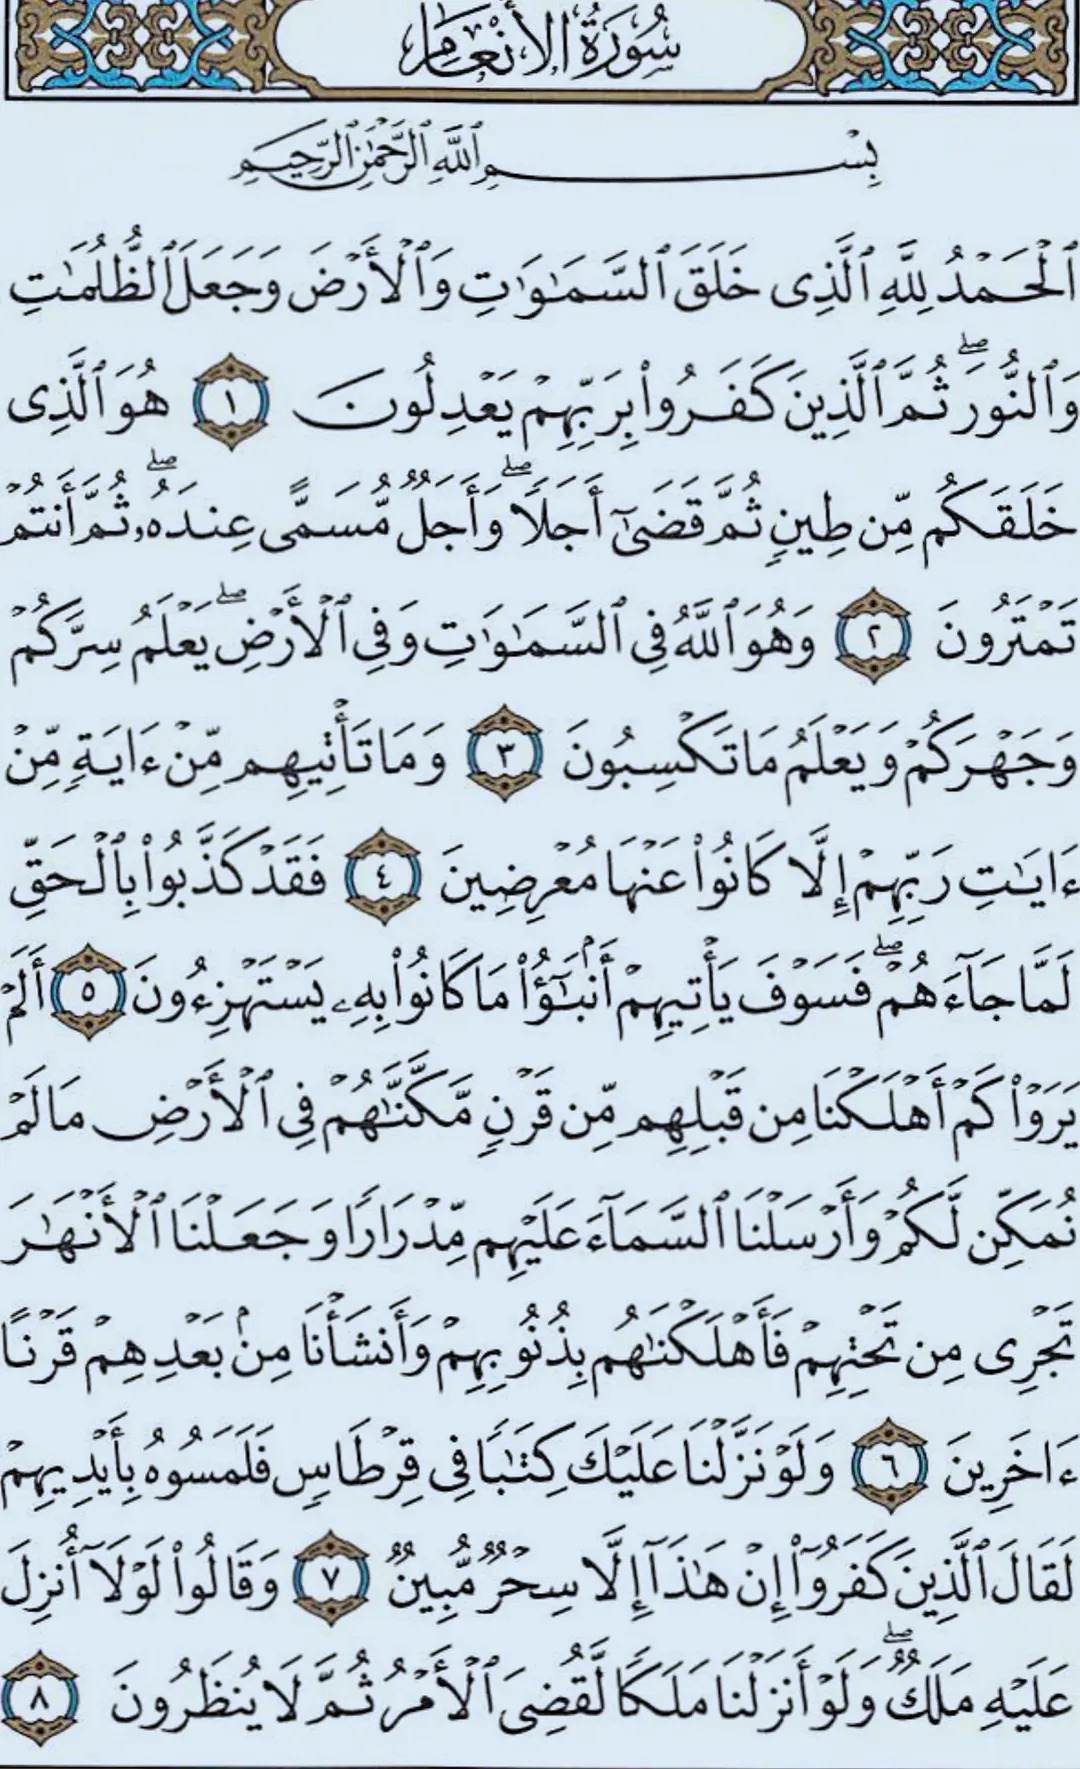 سُورَةُ الأَنْعَامِ
بِسْمِ ٱللَّهِ ٱلرَّحْمَٰنِ ٱلرَّحِيمِ
ٱلْحَمْدُ لِلَّهِ ٱلَّذِى خَلَقَ ٱلسَّمَٰوَٰتِ وَٱلْأَرْضَ وَجَعَلَ ٱلظُّلُمَٰتِ
وَٱلنُّورَ ۖ ثُمَّ ٱلَّذِينَ كَفَرُوا۟ بِرَبِّهِمْ يَعْدِلُونَ ١ هُوَ ٱلَّذِى
خَلَقَكُم مِّن طِينٍ ثُمَّ قَضَىٰٓ أَجَلًا ۖ وَأَجَلٌ مُّسَمًّى عِندَهُۥ ۖ ثُمَّ أَنتُمْ
تَمْتَرُونَ ٢ وَهُوَ ٱللَّهُ فِى ٱلسَّمَٰوَٰتِ وَفِى ٱلْأَرْضِ ۖ يَعْلَمُ سِرَّكُمْ
وَجَهْرَكُمْ وَيَعْلَمُ مَا تَكْسِبُونَ ٣ وَمَا تَأْتِيهِم مِّنْ ءَايَةٍ مِّنْ
ءَايَٰتِ رَبِّهِمْ إِلَّا كَانُوا۟ عَنْهَا مُعْرِضِينَ ٤ فَقَدْ كَذَّبُوا۟ بِٱلْحَقِّ
لَمَّا جَآءَهُمْ ۖ فَسَوْفَ يَأْتِيهِمْ أَنۢبَٰٓؤُا۟ مَا كَانُوا۟ بِهِۦ يَسْتَهْزِءُونَ ٥ أَلَمْ
يَرَوْا۟ كَمْ أَهْلَكْنَا مِن قَبْلِهِم مِّن قَرْنٍ مَّكَّنَّٰهُمْ فِى ٱلْأَرْضِ مَا لَمْ
نُمَكِّن لَّكُمْ وَأَرْسَلْنَا ٱلسَّمَآءَ عَلَيْهِم مِّدْرَارًا وَجَعَلْنَا ٱلْأَنْهَٰرَ
تَجْرِى مِن تَحْتِهِمْ فَأَهْلَكْنَٰهُم بِذُنُوبِهِمْ وَأَنشَأْنَا مِنۢ بَعْدِهِمْ قَرْنًا
ءَاخَرِينَ ٦ وَلَوْ نَزَّلْنَا عَلَيْكَ كِتَٰبًا فِى قِرْطَاسٍ فَلَمَسُوهُ بِأَيْدِيهِمْ
لَقَالَ ٱلَّذِينَ كَفَرُوٓا۟ إِنْ هَٰذَآ إِلَّا سِحْرٌ مُّبِينٌ ٧ وَقَالُوا۟ لَوْلَآ أُنزِلَ
عَلَيْهِ مَلَكٌ ۖ وَلَوْ أَنزَلْنَا مَلَكًا لَّقُضِىَ ٱلْأَمْرُ ثُمَّ لَا يُنظَرُونَ ٨